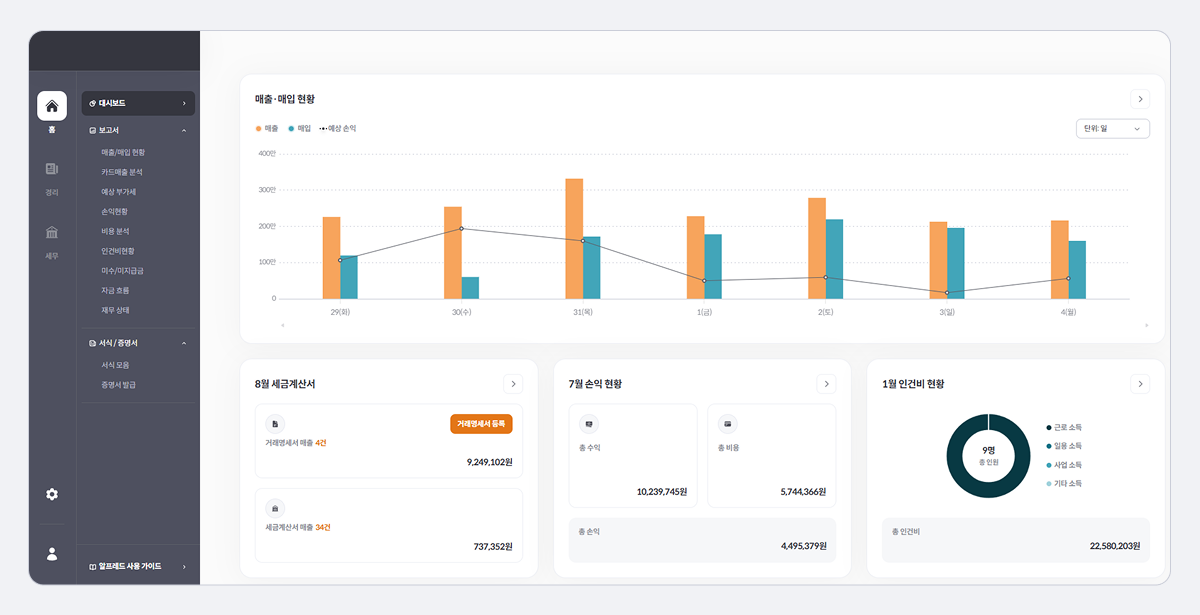 홈
경리
세무
대시보드
보고서
매출/매입 현황
카드매출 분석
예상 부가세
손익현황
비용 분석
인건비현황
미수/미지급금
자금 흐름
재무 상태
서식 / 증명서
서식 모음
증명서 발급
알프레드 사용 가이드
매출·매입 현황
매출 매입 예상 손익
단위: 일
400만
300만
200만
100만
0
29(화) 30(수) 31(목) 1(금) 2(토) 3(일) 4(월)
8월 세금계산서
거래명세서 등록
거래명세서 매출 4건
9,249,102원
세금계산서 매출 34건
737,352원
7월 손익 현황
총 수익
10,239,745원
총 비용
5,744,366원
총 손익
4,495,379원
1월 인건비 현황
9명
총 인원
근로 소득
일용 소득
사업 소득
기타 소득
총 인건비
22,580,203원